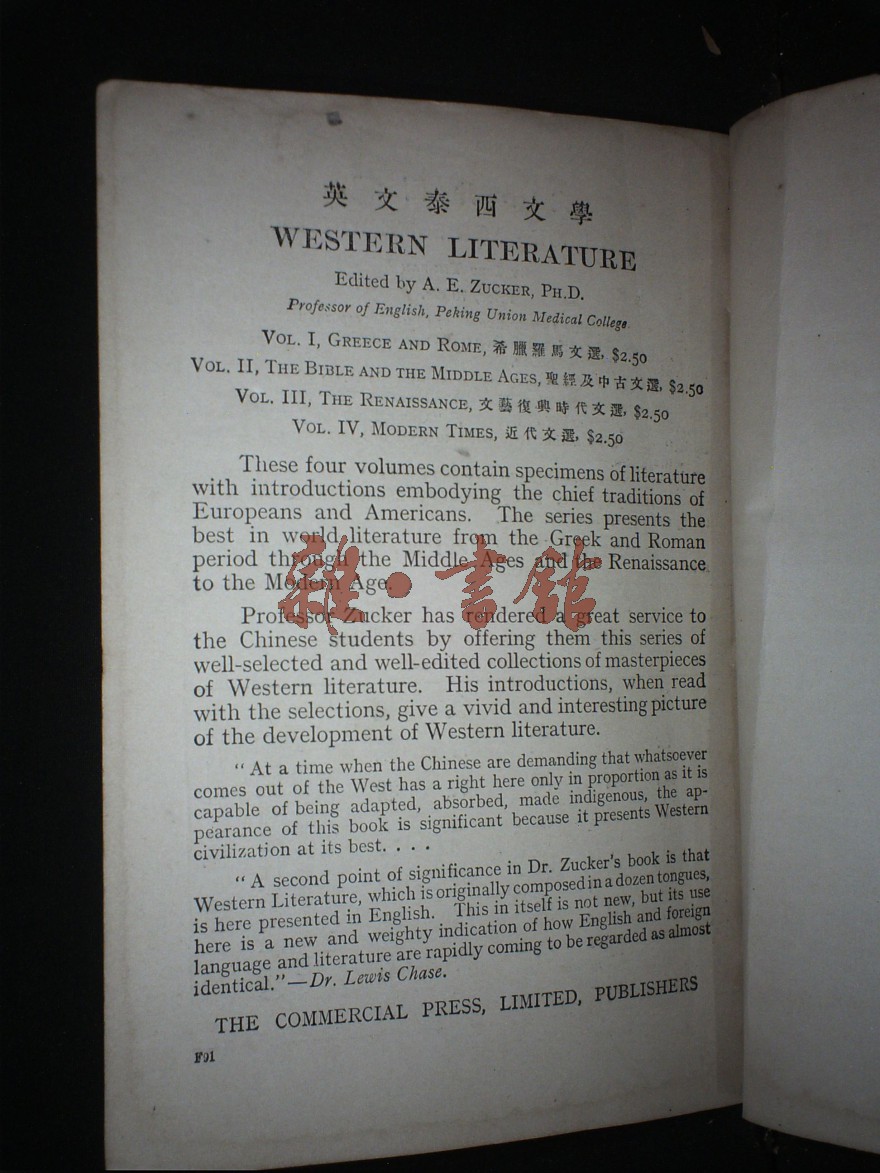 英文泰西文學
WESTERN LITERATURE
Edited by A. E. ZUCKER, PH.D.
Professor of English, Peking Union Medical College
VOL. I, GREECE AND ROME, 希臘羅馬文選, $2.50
VOL. II, THE BIBLE AND THE MIDDLE AGES, 聖經及中古文選, $2.50
VOL. III, THE RENAISSANCE, 文藝復興時代文選, $2.50
VOL. IV, MODERN TIMES, 近代文選, $2.50
These four volumes contain specimens of literature
with introductions embodying the chief traditions of
Europeans and Americans. The series presents the
best in world literature from the Greek and Roman
period through the Middle Ages and the Renaissance
to the Modern Age.
雜·書館
Professor Zucker has rendered a great service to
the Chinese students by offering them this series of
well-selected and well-edited collections of masterpieces
of Western literature. His introductions, when read
with the selections, give a vivid and interesting picture
of the development of Western literature.
"At a time when the Chinese are demanding that whatsoever
comes out of the West has a right here only in proportion as it is
capable of being adapted, absorbed, made indigenous, the ap-
pearance of this book is significant because it presents Western
civilization at its best. . . .
"A second point of significance in Dr. Zucker's book is that
Western Literature, which is originally composed in a dozen tongues,
is here presented in English. This in itself is not new, but its use
here is a new and weighty indication of how English and foreign
language and literature are rapidly coming to be regarded as almost
identical."—Dr. Lewis Chase.
THE COMMERCIAL PRESS, LIMITED, PUBLISHERS
F91